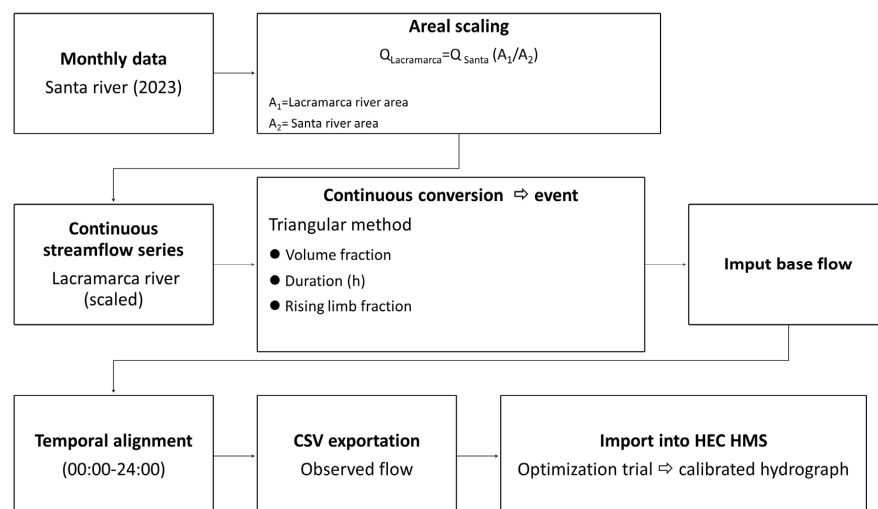 Monthly data
Santa river (2023)
Areal scaling
Q Lacramarca=Q Santa (A1/A2)
A1=Lacramarca river area
A2= Santa river area
Continuous
streamflow series
Lacramarca river
(scaled)
Continuous conversion ⇨ event
Triangular method
● Volume fraction
● Duration (h)
● Rising limb fraction
Imput base flow
Temporal alignment
(00:00-24:00)
CSV exportation
Observed flow
Import into HEC HMS
Optimization trial ⇨ calibrated hydrograph